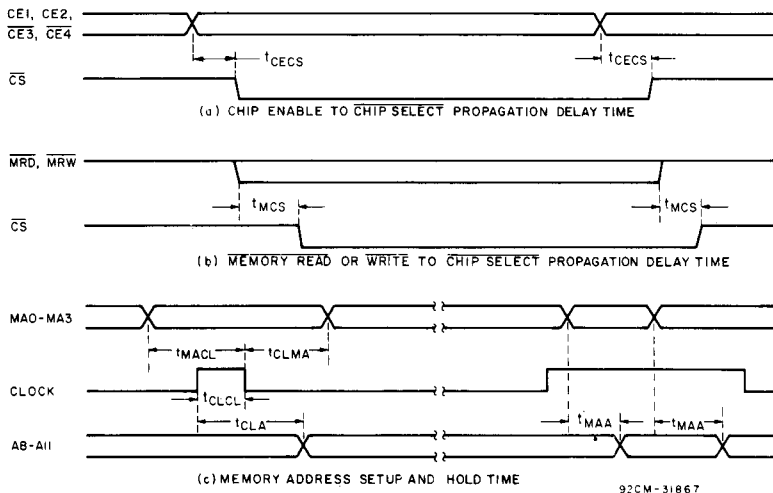 CE1, CE2,
CE3, CE4
tCECS
tCECS
CS
(a) CHIP ENABLE TO CHIP SELECT PROPAGATION DELAY TIME
MRD, MRW
tMCS
tMCS
CS
(b) MEMORY READ OR WRITE TO CHIP SELECT PROPAGATION DELAY TIME
MA0-MA3
tMACL
tCLMA
CLOCK
tCLCL
tCLA
tMAA
tMAA
A8-A11
(c) MEMORY ADDRESS SETUP AND HOLD TIME
92CM-31867